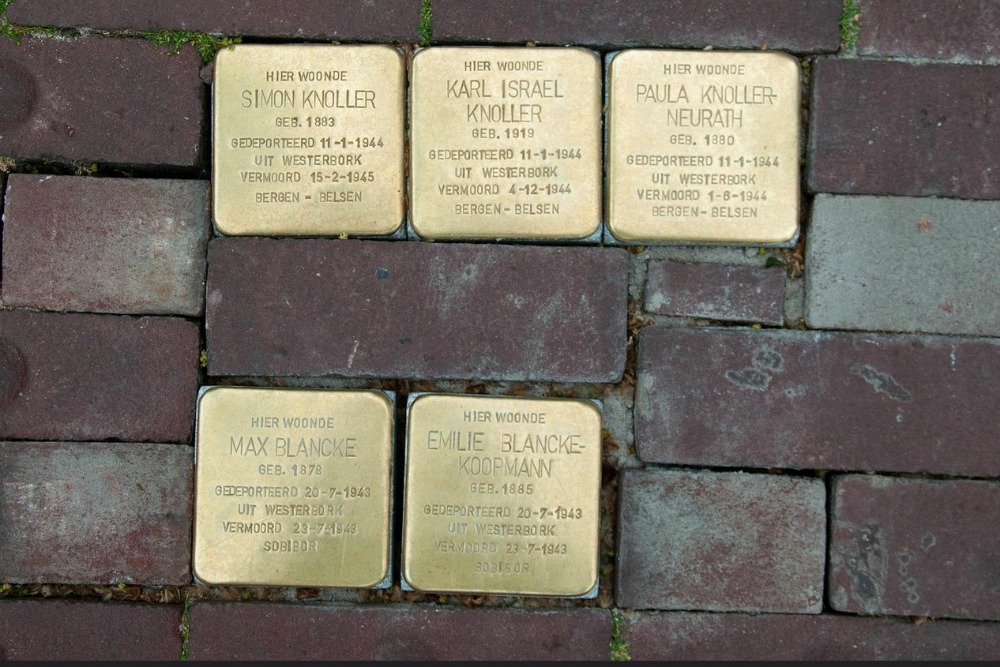 HIER WOONDE
SIMON KNOLLER
GEB. 1883
GEDEPORTEERD 11-1-1944
UIT WESTERBORK
VERMOORD 15-2-1945
BERGEN - BELSEN
HIER WOONDE
KARL ISRAEL
KNOLLER
GEB. 1919
GEDEPORTEERD 11-1-1944
UIT WESTERBORK
VERMOORD 4-12-1944
BERGEN - BELSEN
HIER WOONDE
PAULA KNOLLER-
NEURATH
GEB. 1880
GEDEPORTEERD 11-1-1944
UIT WESTERBORK
VERMOORD 1-6-1944
BERGEN - BELSEN
HIER WOONDE
MAX BLANCKE
GEB. 1878
GEDEPORTEERD 20-7-1943
UIT WESTERBORK
VERMOORD 23-7-1943
SOBIBOR
HIER WOONDE
EMILIE BLANCKE-
KOOPMANN
GEB. 1885
GEDEPORTEERD 20-7-1943
UIT WESTERBORK
VERMOORD 23-7-1943
SOBIBOR